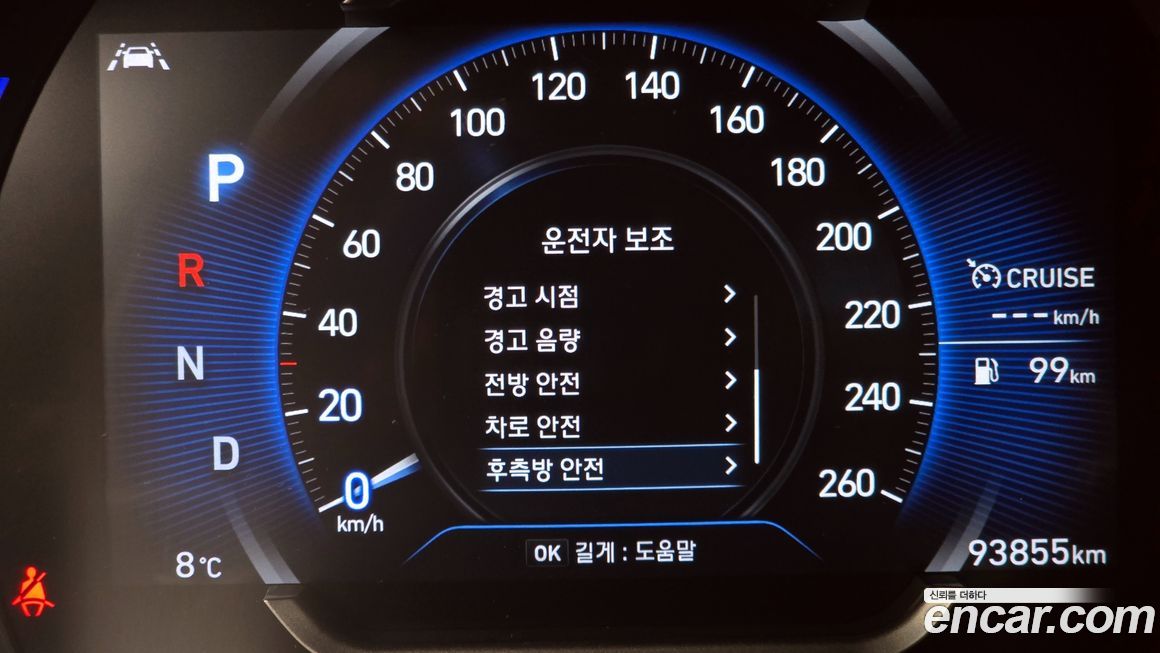 P
R
N
D
0
20
40
60
80
100
120
140
160
180
200
220
240
260
km/h
운전자 보조
경고 시점
경고 음량
전방 안전
차로 안전
후측방 안전
OK 길게 : 도움말
CRUISE
---km/h
99km
8°C
93855km
신뢰를 더하다
encar.com